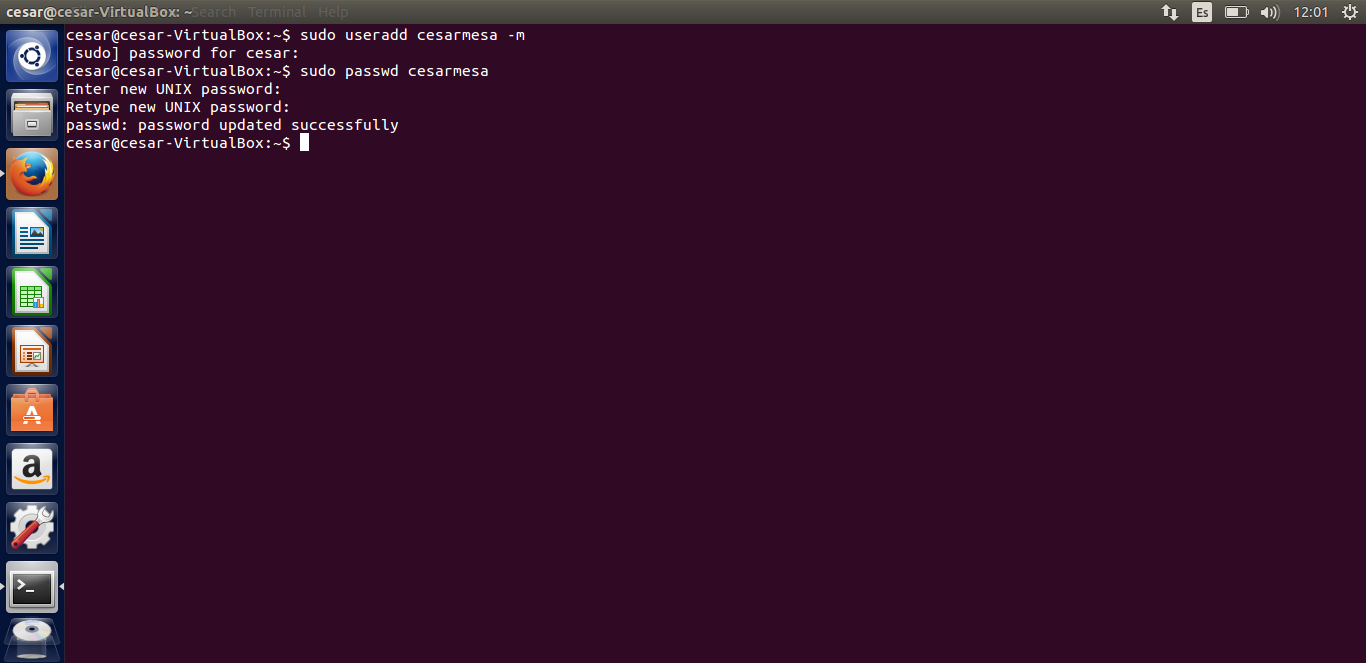 cesar@cesar-VirtualBox: ~ Search Terminal Help
Es 12:01
cesar@cesar-VirtualBox:~$ sudo useradd cesarmesa -m
[sudo] password for cesar:
cesar@cesar-VirtualBox:~$ sudo passwd cesarmesa
Enter new UNIX password:
Retype new UNIX password:
passwd: password updated successfully
cesar@cesar-VirtualBox:~$